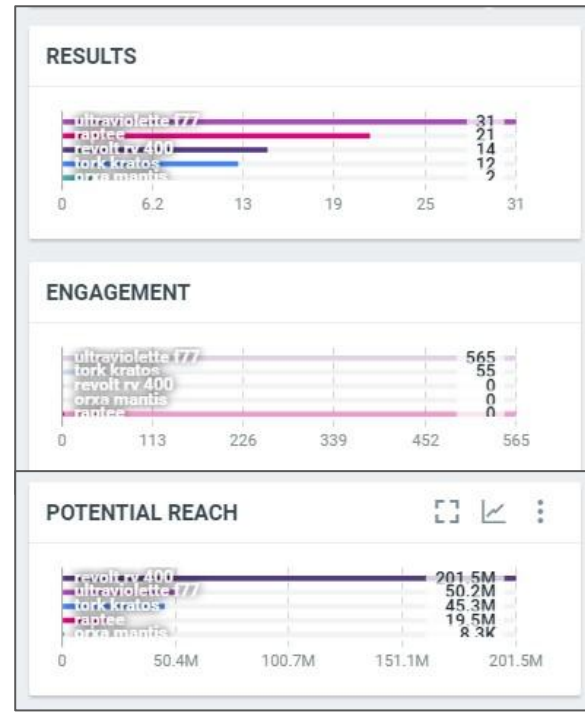 RESULTS
ultraviolette f77 31
raptee 21
revolt rv 400 14
tork kratos 12
orxa mantis 2
0 6.2 13 19 25 31
ENGAGEMENT
ultraviolette f77 565
tork kratos 55
revolt rv 400 0
orxa mantis 0
raptee 0
0 113 226 339 452 565
POTENTIAL REACH
revolt rv 400 201.5M
ultraviolette f77 50.2M
tork kratos 45.3M
raptee 19.5M
orxa mantis 8.3K
0 50.4M 100.7M 151.1M 201.5M